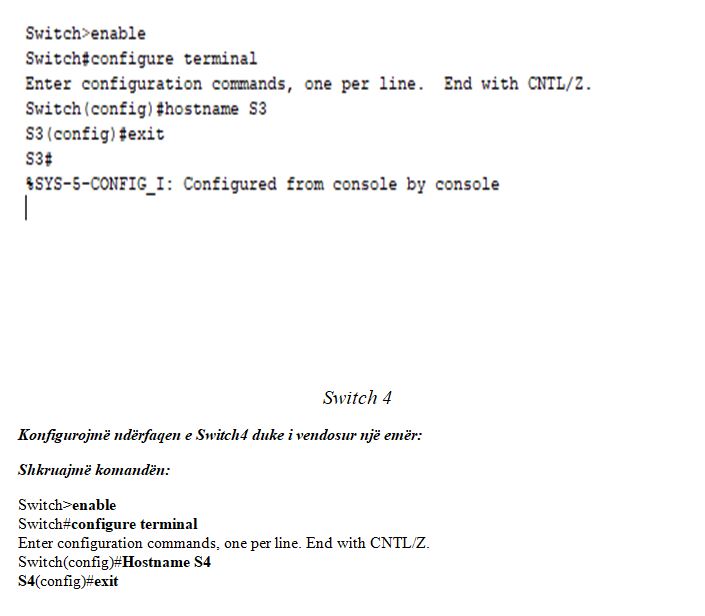 Switch>enable
Switch#configure terminal
Enter configuration commands, one per line.  End with CNTL/Z.
Switch(config)#hostname S3
S3(config)#exit
S3#
%SYS-5-CONFIG_I: Configured from console by console
Switch 4
Konfigurojmë ndërfaqen e Switch4 duke i vendosur një emër:
Shkruajmë komandën:
Switch>enable
Switch#configure terminal
Enter configuration commands, one per line. End with CNTL/Z.
Switch(config)#Hostname S4
S4(config)#exit